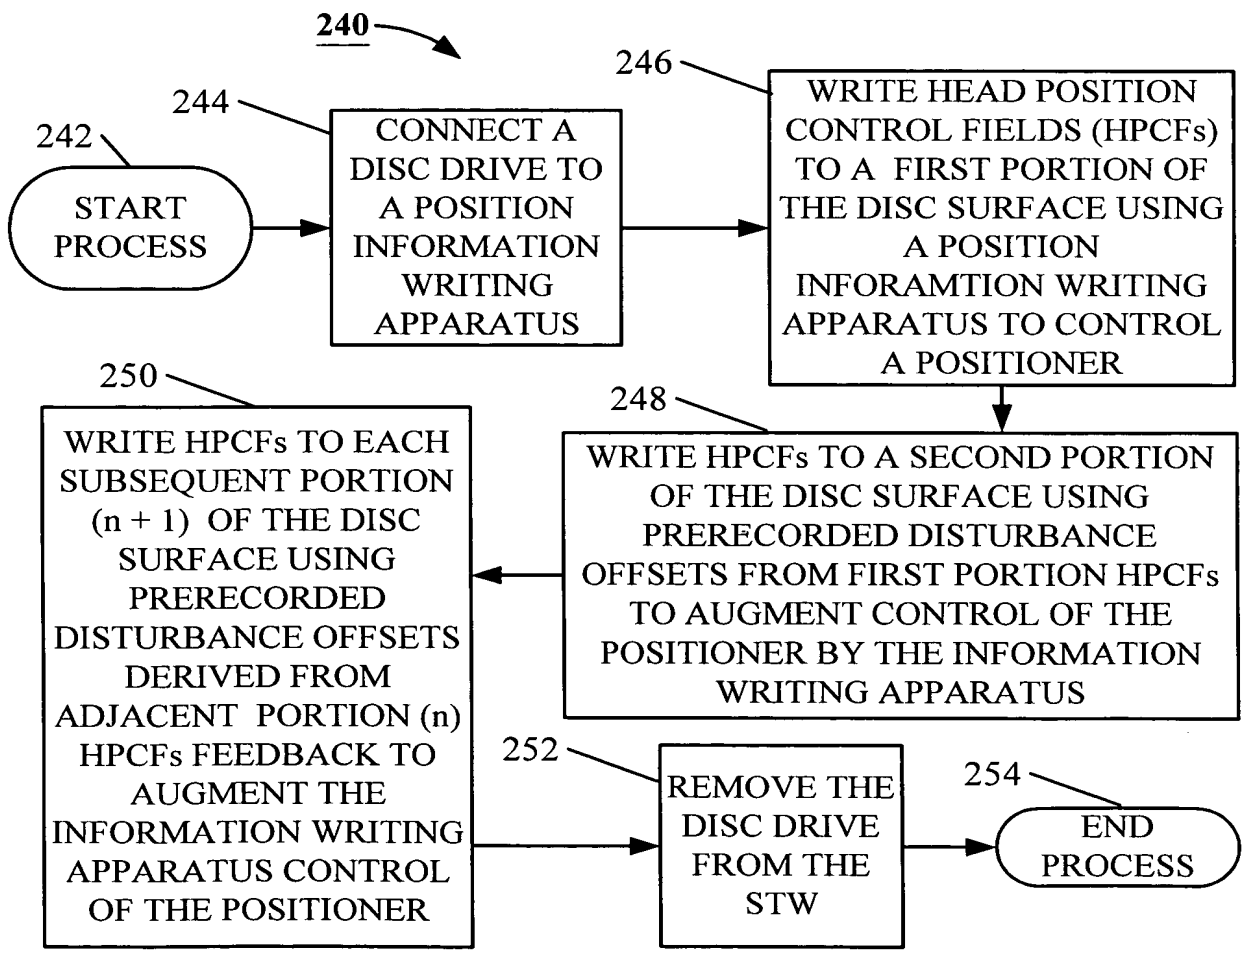 240
242
START
PROCESS
244
CONNECT A
DISC DRIVE TO
A POSITION
INFORMATION
WRITING
APPARATUS
246
WRITE HEAD POSITION
CONTROL FIELDS (HPCFs)
TO A FIRST PORTION OF
THE DISC SURFACE USING
A POSITION
INFORAMTION WRITING
APPARATUS TO CONTROL
A POSITIONER
248
WRITE HPCFs TO A SECOND PORTION
OF THE DISC SURFACE USING
PRERECORDED DISTURBANCE
OFFSETS FROM FIRST PORTION HPCFs
TO AUGMENT CONTROL OF THE
POSITIONER BY THE INFORMATION
WRITING APPARATUS
250
WRITE HPCFs TO EACH
SUBSEQUENT PORTION
(n + 1) OF THE DISC
SURFACE USING
PRERECORDED
DISTURBANCE OFFSETS
DERIVED FROM
ADJACENT PORTION (n)
HPCFs FEEDBACK TO
AUGMENT THE
INFORMATION WRITING
APPARATUS CONTROL
OF THE POSITIONER
252
REMOVE THE
DISC DRIVE
FROM THE
STW
254
END
PROCESS